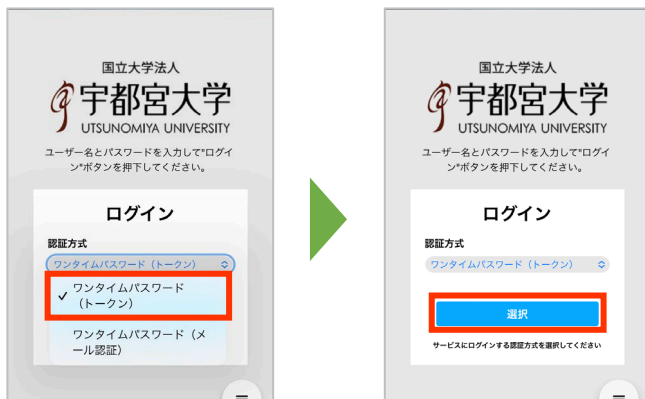 国立大学法人
宇都宮大学
UTSUNOMIYA UNIVERSITY
ユーザー名とパスワードを入力して"ログイ
ン"ボタンを押下してください。
ログイン
認証方式
ワンタイムパスワード（トークン）
✓ ワンタイムパスワード
（トークン）
ワンタイムパスワード（メ
ール認証）
国立大学法人
宇都宮大学
UTSUNOMIYA UNIVERSITY
ユーザー名とパスワードを入力して"ログイ
ン"ボタンを押下してください。
ログイン
認証方式
ワンタイムパスワード（トークン）
選択
サービスにログインする認証方式を選択してください